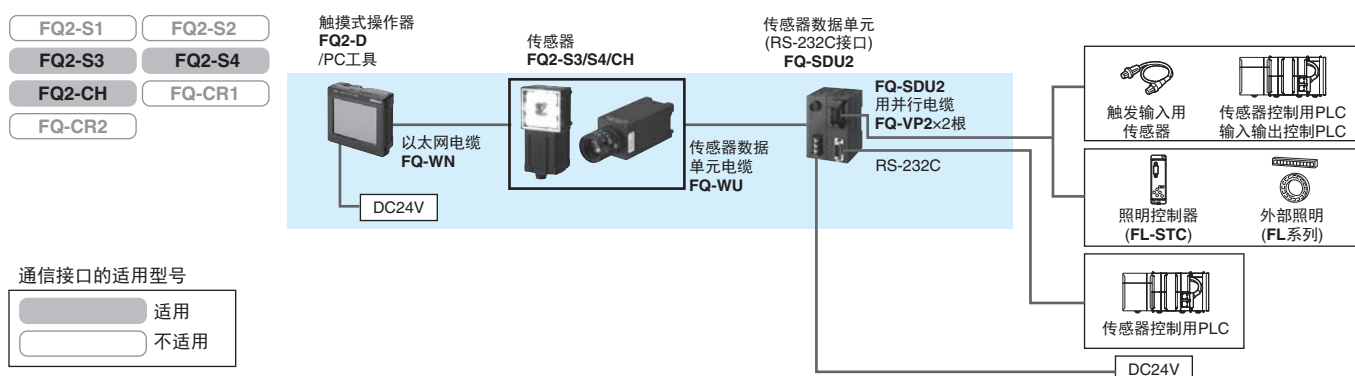 FQ2-S1 FQ2-S2
FQ2-S3 FQ2-S4
FQ2-CH FQ-CR1
FQ-CR2
通信接口的适用型号
适用
不适用
触摸式操作器
FQ2-D
/PC工具
以太网电缆
FQ-WN
DC24V
传感器
FQ2-S3/S4/CH
传感器数据
单元电缆
FQ-WU
传感器数据单元
(RS-232C接口)
FQ-SDU2
FQ-SDU2
用并行电缆
FQ-VP2×2根
RS-232C
触发输入用
传感器
传感器控制用PLC
输入输出控制PLC
照明控制器
(FL-STC)
外部照明
(FL系列)
传感器控制用PLC
DC24V